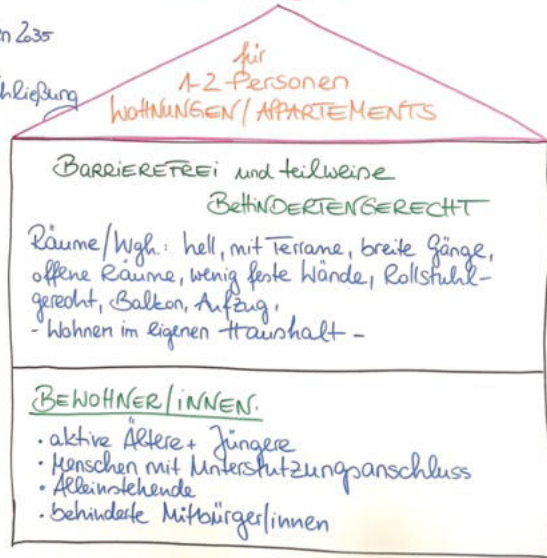 n 2035
für
1-2-Personen
hließung
WOHNUNGEN/APPARTEMENTS
BARRIEREFREI und teilweise
BEHINDERTENGERECHT
Räume/Wgh.: hell, mit Terrasse, breite Gänge,
offene Räume, wenig feste Wände, Rollstuhl-
gerecht, Balkon, Aufzug,
- Wohnen im eigenen Haushalt -
BEWOHNER/INNEN.
• aktive Ältere + Jüngere
• Menschen mit Unterstützungsanschluss
• Alleinstehende
• behinderte Mitbürger/innen